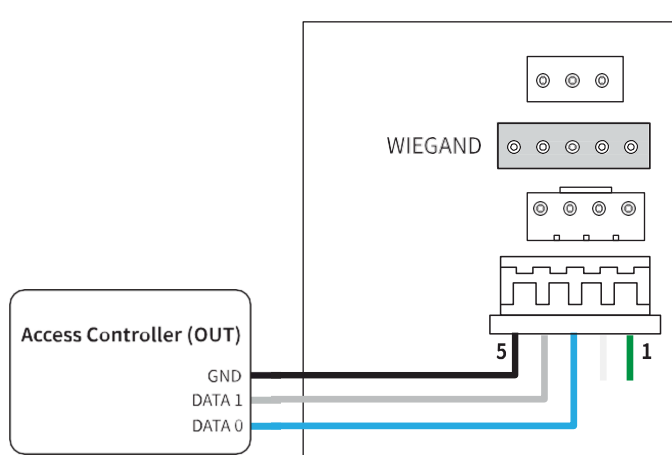 WIEGAND
5
1
Access Controller (OUT)
GND
DATA 1
DATA 0